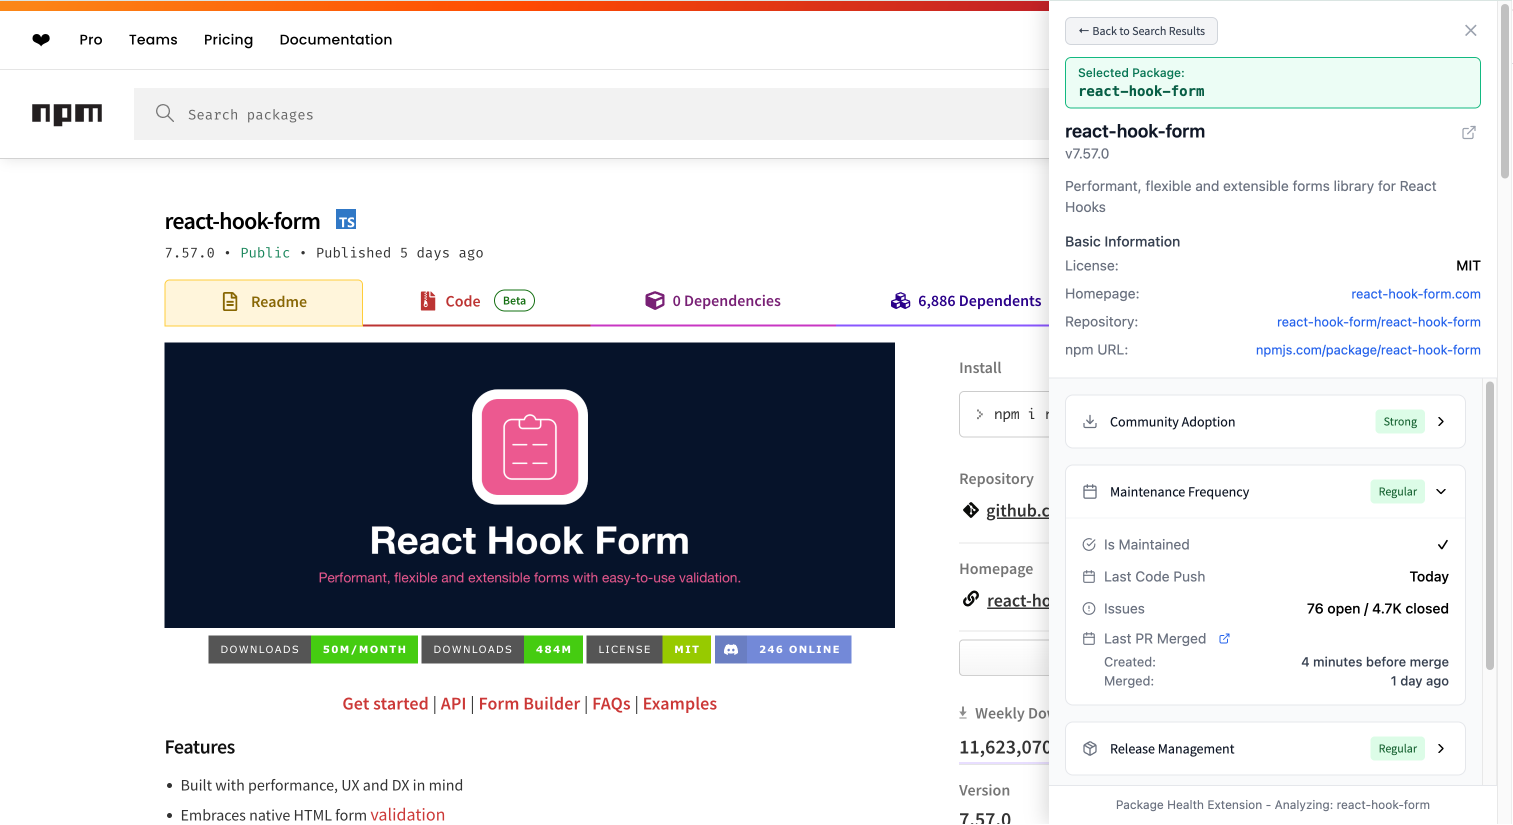 Pro Teams Pricing Documentation
npm
Search packages
react-hook-form TS
7.57.0 • Public • Published 5 days ago
Readme
Code Beta
0 Dependencies
6,886 Dependents
React Hook Form
Performant, flexible and extensible forms with easy-to-use validation.
DOWNLOADS 50M/MONTH DOWNLOADS 484M LICENSE MIT 246 ONLINE
Get started | API | Form Builder | FAQs | Examples
Features
• Built with performance, UX and DX in mind
• Embraces native HTML form validation
Install
> npm i
Repository
Homepage
Weekly
11,623,070
Version
7.57.0
← Back to Search Results
Selected Package:
react-hook-form
react-hook-form
v7.57.0
Performant, flexible and extensible forms library for React
Hooks
Basic Information
License: MIT
Homepage: react-hook-form.com
Repository: react-hook-form/react-hook-form
npm URL: npmjs.com/package/react-hook-form
Community Adoption Strong
Maintenance Frequency Regular
Is Maintained ✓
Last Code Push Today
Issues 76 open / 4.7K closed
Last PR Merged
Created: 4 minutes before merge
Merged: 1 day ago
Release Management Regular
Package Health Extension - Analyzing: react-hook-form